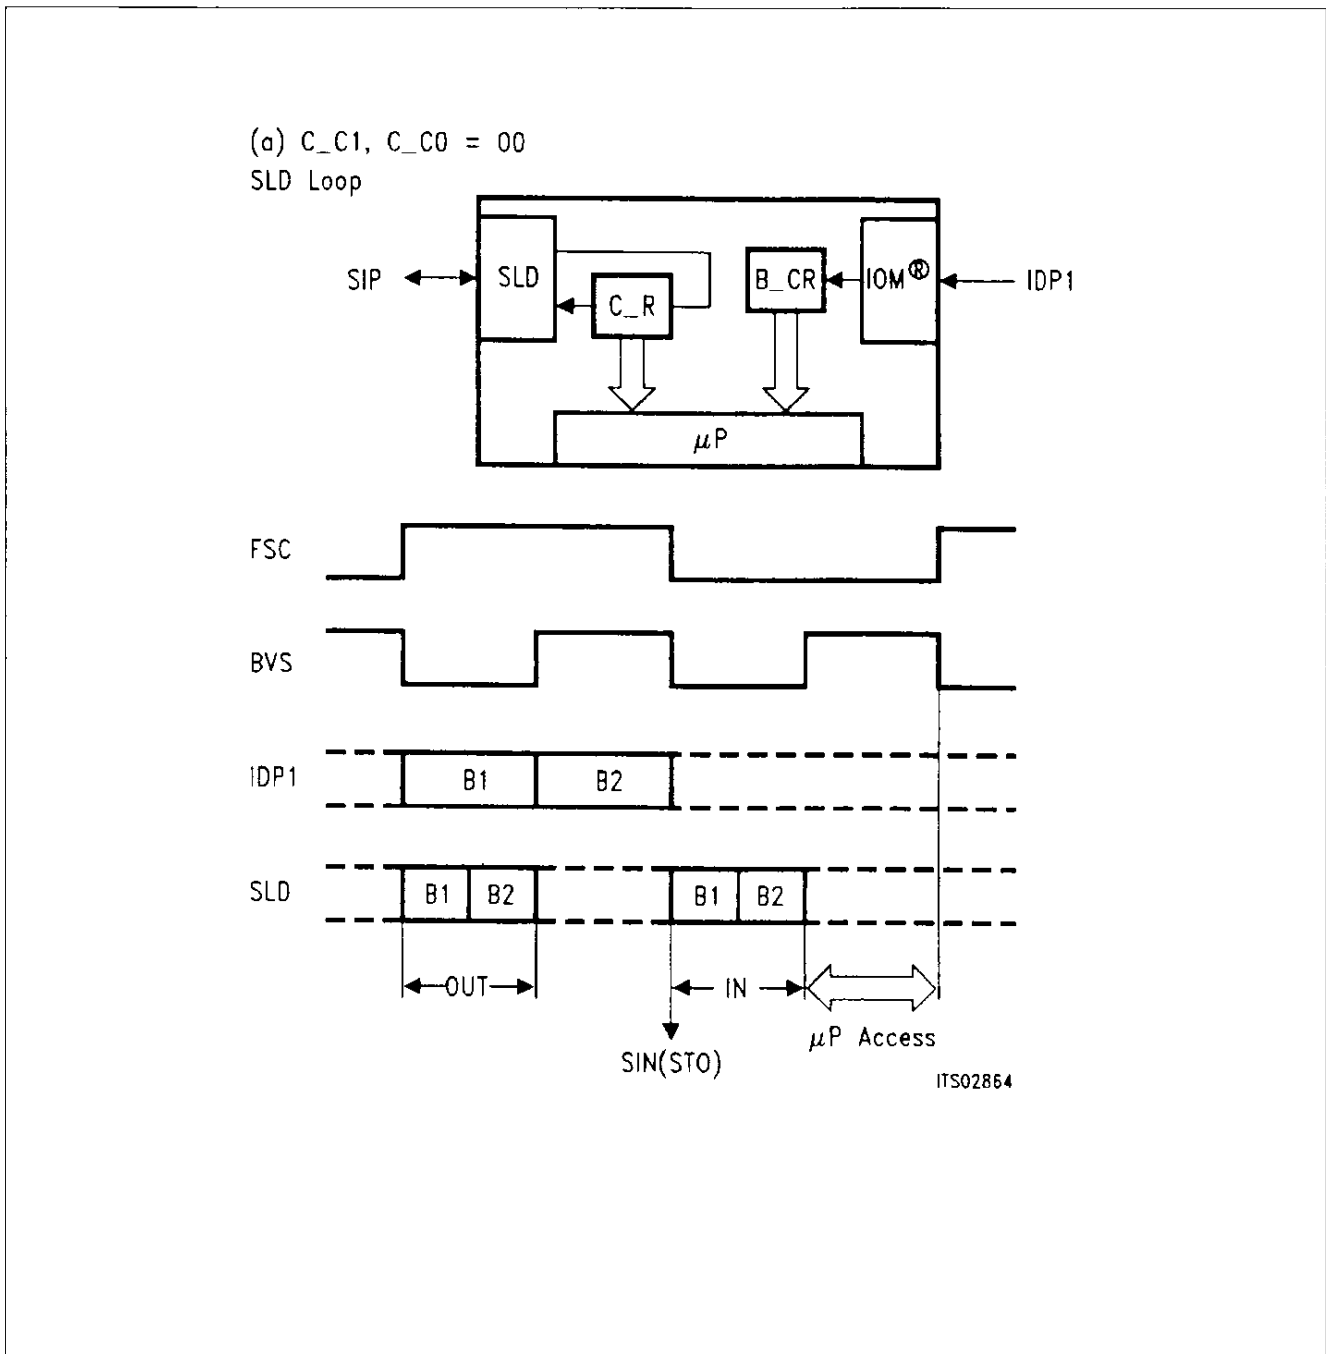 (a) C_C1, C_C0 = 00
SLD Loop
SIP
SLD
C_R
B_CR
IOM®
IDP1
μP
FSC
BVS
IDP1
B1
B2
SLD
B1
B2
B1
B2
OUT
IN
μP Access
SIN(ST0)
ITS02864